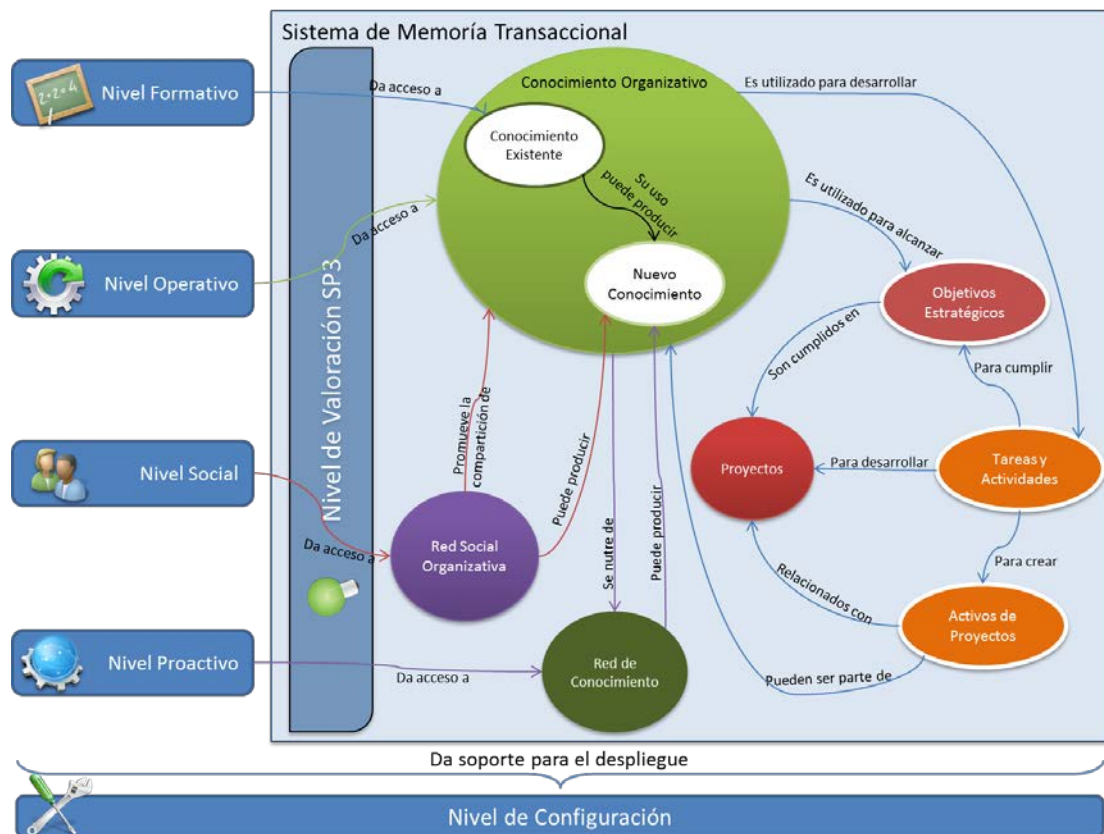 Sistema de Memoria Transaccional
Nivel Formativo
Da acceso a
Conocimiento Organizativo
Es utilizado para desarrollar
Conocimiento
Existente
Su uso
puede producir
Es utilizado para alcanzar
Nivel Operativo
Da acceso a
Nuevo
Conocimiento
Objetivos
Estratégicos
Nivel de Valoración SP3
Son cumplidos en
Para cumplir
Promueve la
compartición de
Nivel Social
Da acceso a
Puede producir
Proyectos
Para desarrollar
Tareas y
Actividades
Red Social
Organizativa
Se nutre de
Puede producir
Para crear
Relacionados con
Activos de
Proyectos
Nivel Proactivo
Da acceso a
Red de
Conocimiento
Pueden ser parte de
Da soporte para el despliegue
Nivel de Configuración
2+2=4